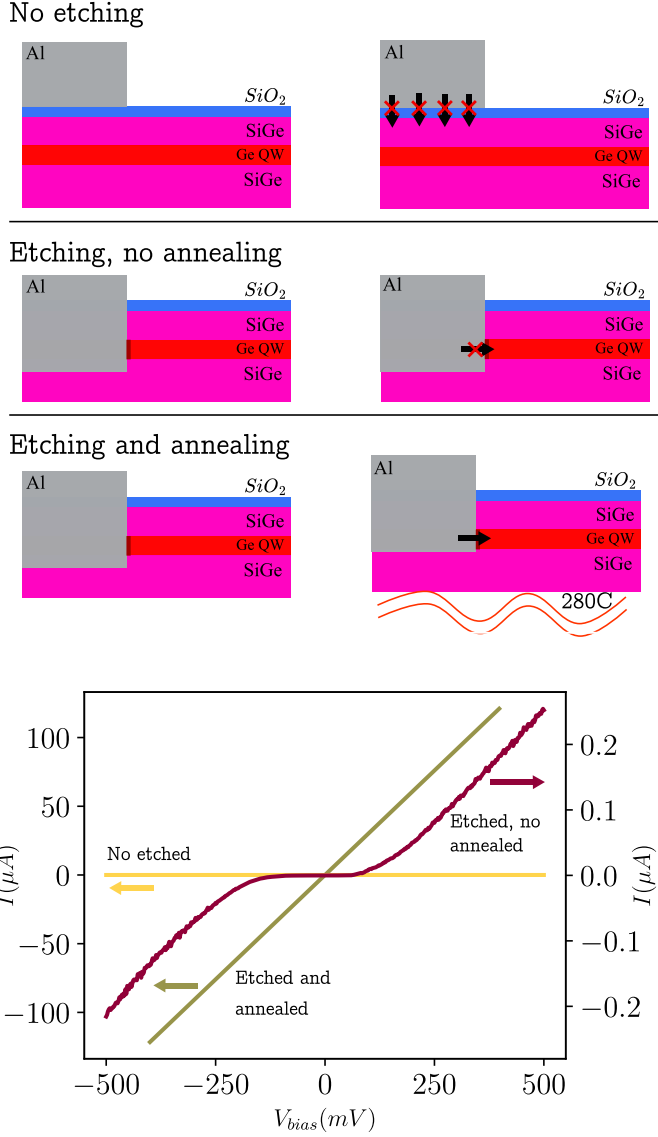 No etching
Al
SiO2
SiGe
Ge QW
SiGe
Al
SiO2
SiGe
Ge QW
SiGe
Etching, no annealing
Al
SiO2
SiGe
Ge QW
SiGe
Al
SiO2
SiGe
Ge QW
SiGe
Etching and annealing
Al
SiO2
SiGe
Ge QW
SiGe
Al
SiO2
SiGe
Ge QW
SiGe
280C
100
50
0
−50
−100
I(μA)
No etched
Etched, no
annealed
Etched and
annealed
0.2
0.1
0.0
−0.1
−0.2
I(μA)
−500
−250
0
250
500
Vbias(mV)